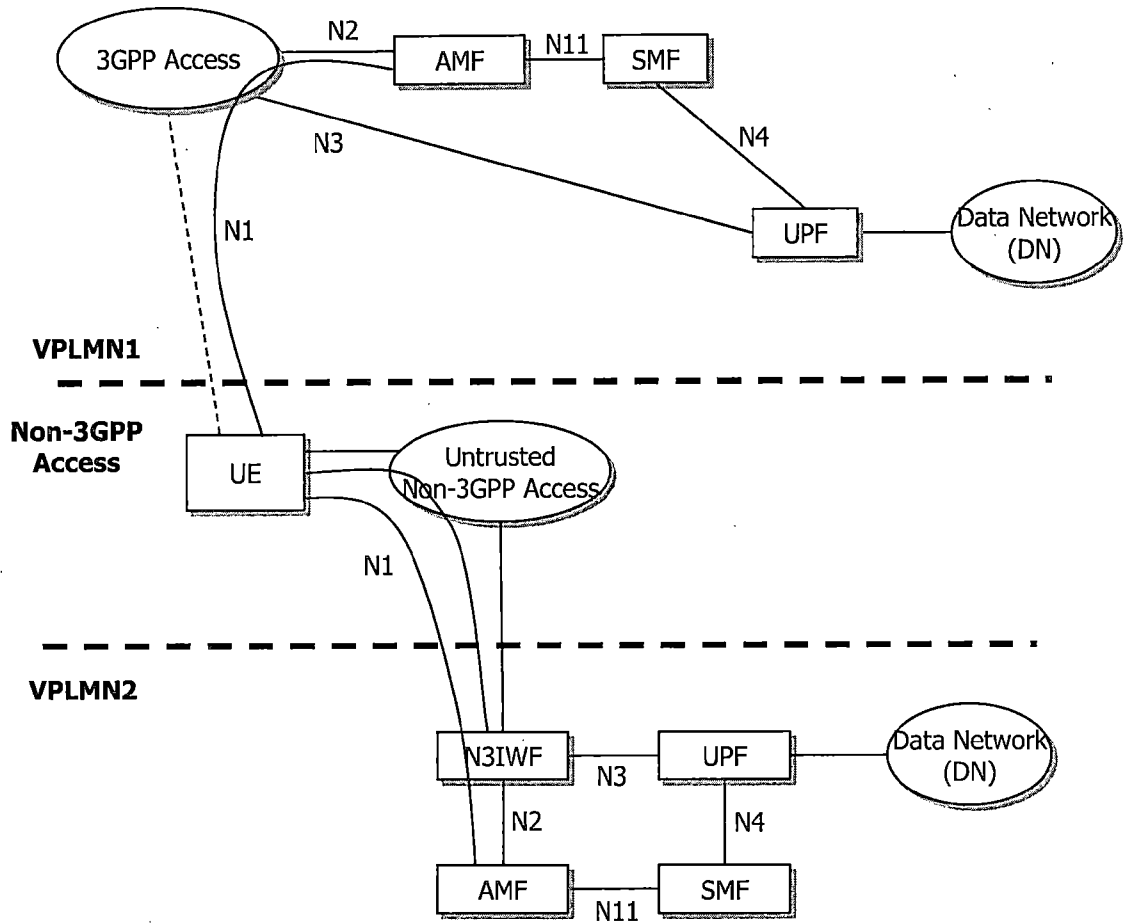 3GPP Access
N2
AMF
N11
SMF
N3
N4
N1
UPF
Data Network
(DN)
VPLMN1
Non-3GPP
Access
UE
Untrusted
Non-3GPP Access
N1
VPLMN2
N3IWF
N3
UPF
Data Network
(DN)
N2
N4
AMF
N11
SMF